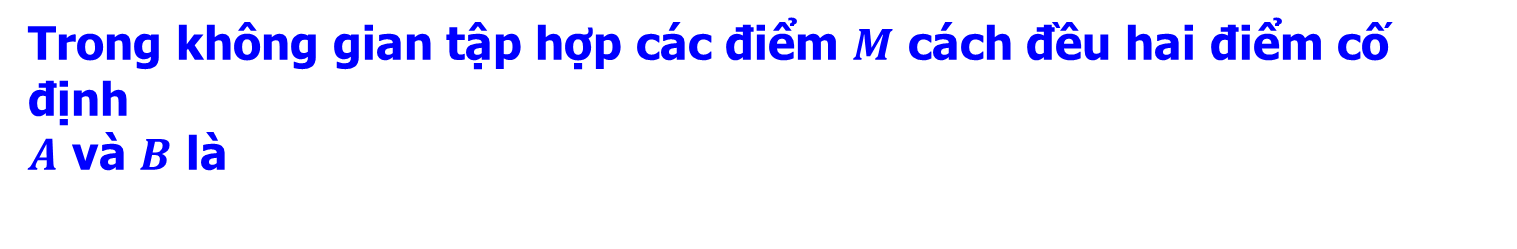 Trong không gian tập hợp các điểm M cách đều hai điểm cố
định
A và B là